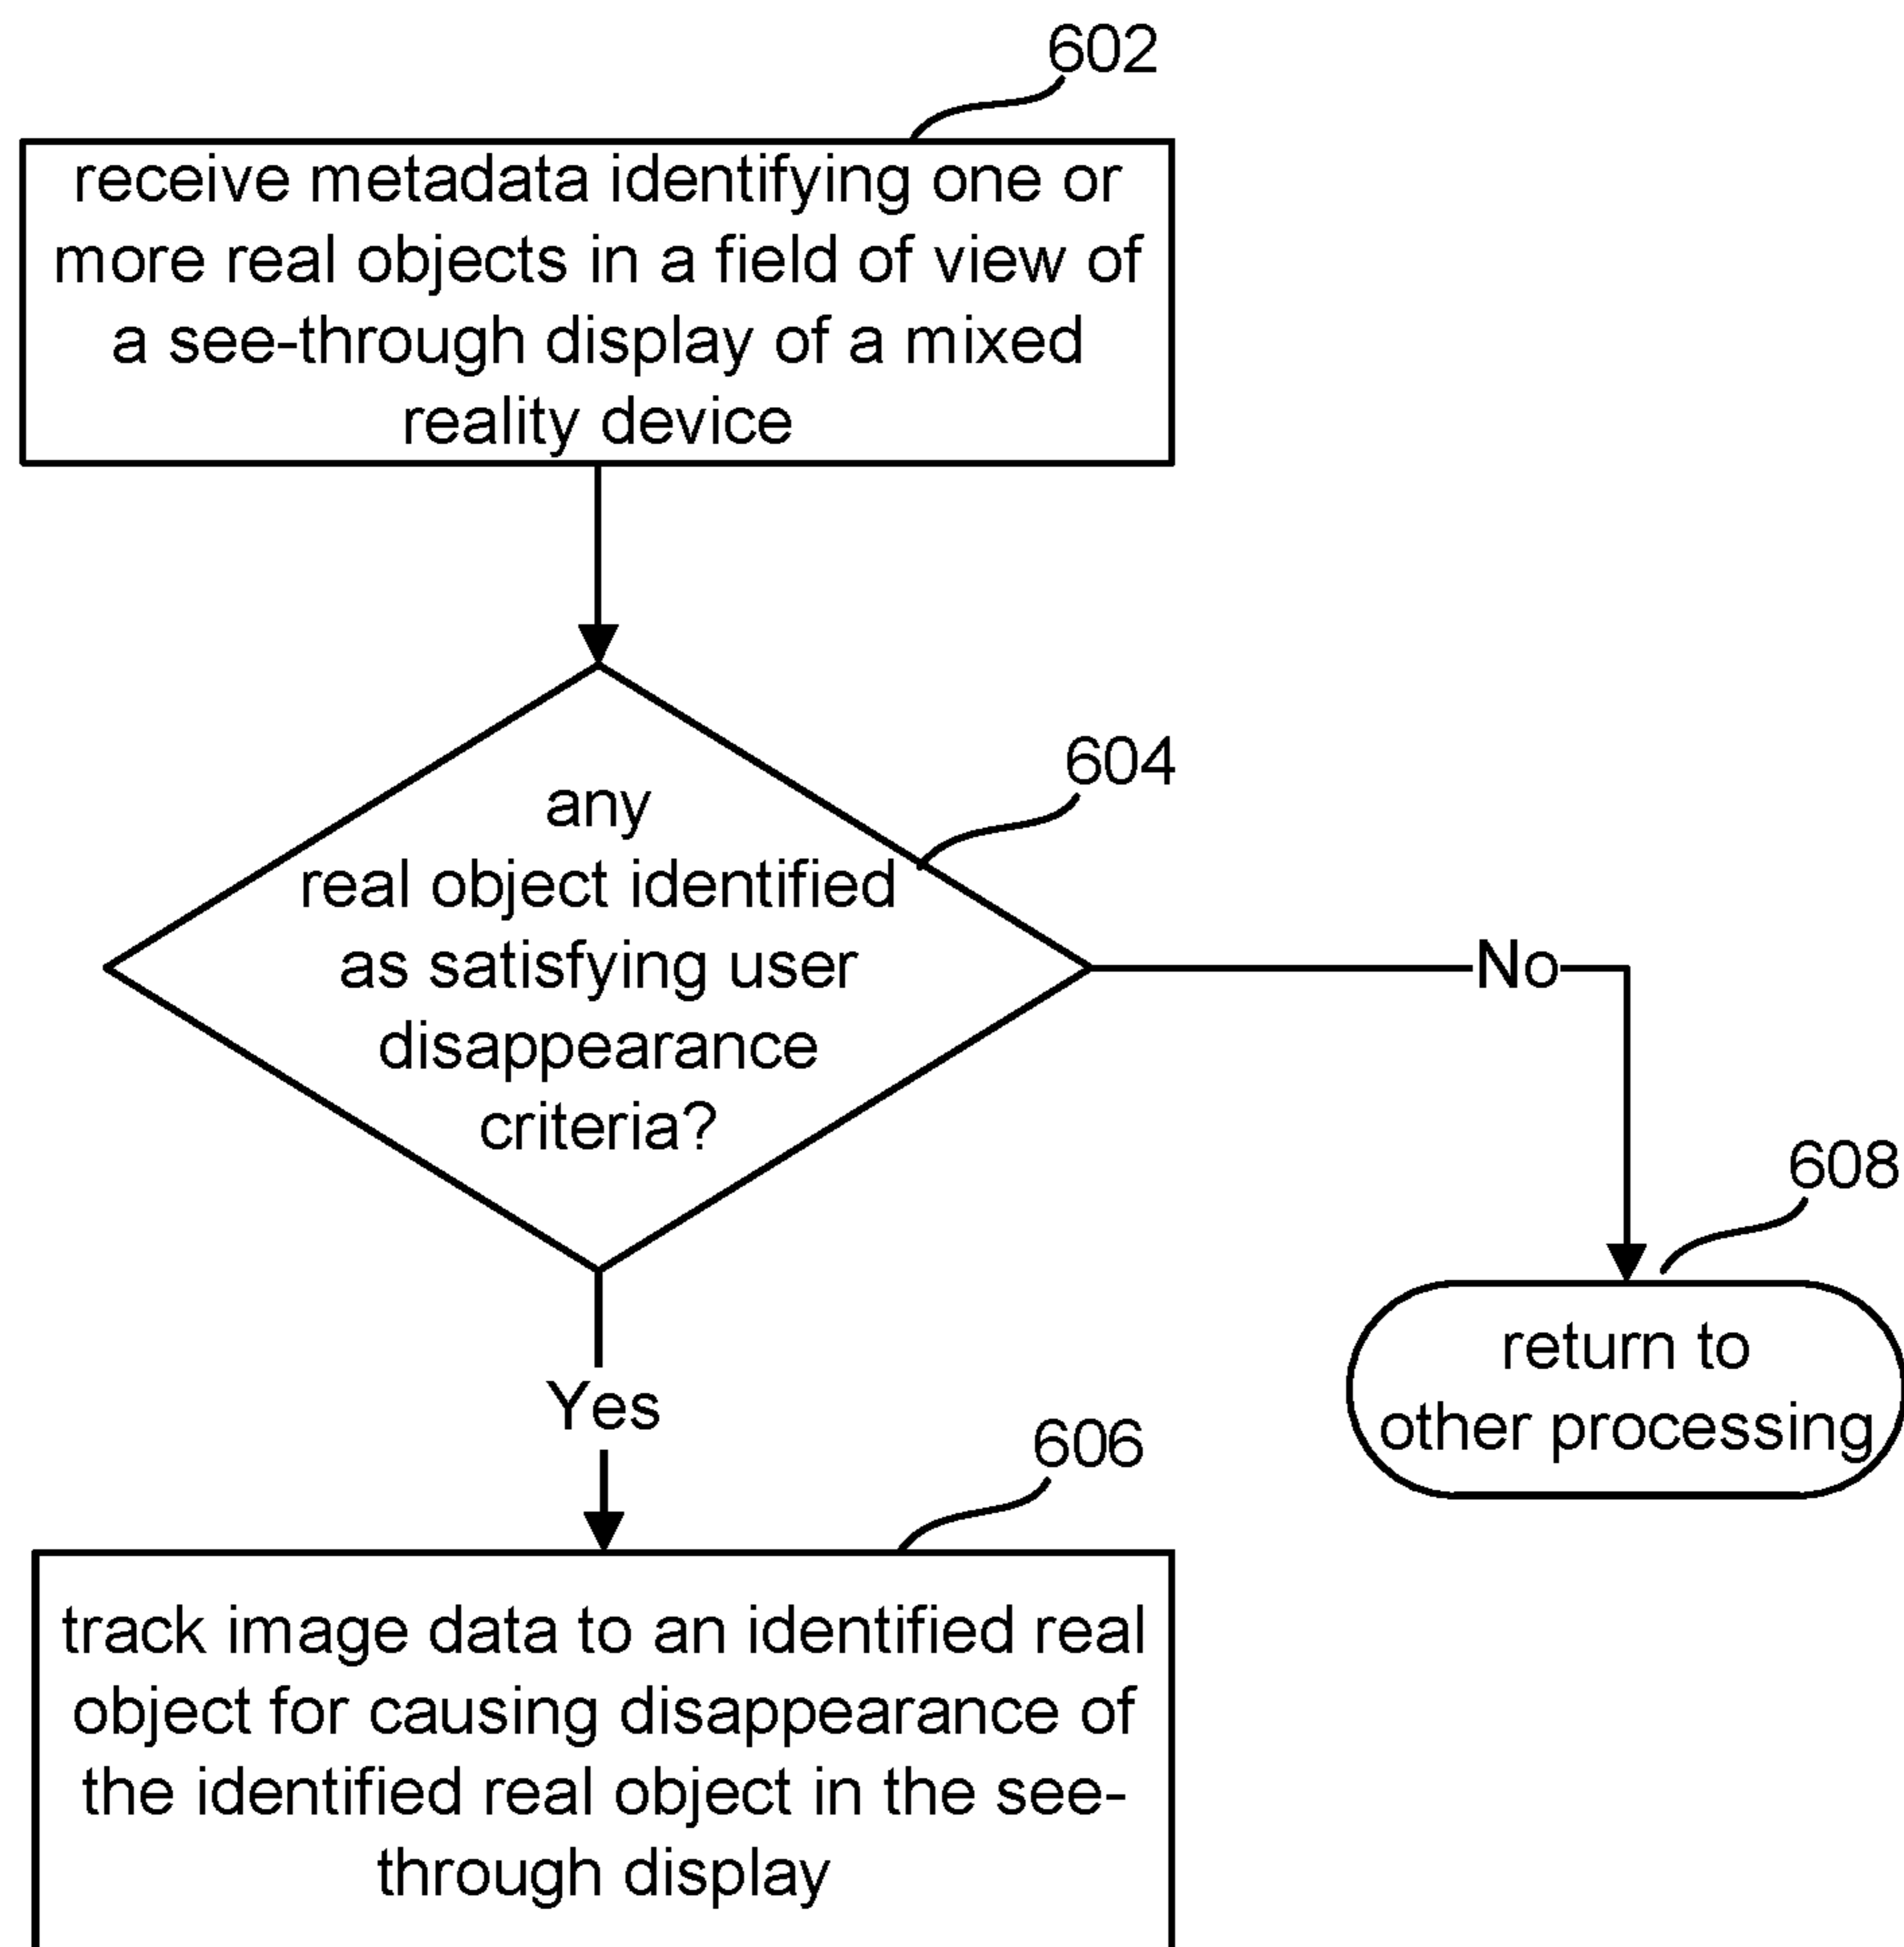 602
receive metadata identifying one or
more real objects in a field of view of
a see-through display of a mixed
reality device
604
any
real object identified
as satisfying user
disappearance
criteria?
No
608
return to
other processing
Yes
606
track image data to an identified real
object for causing disappearance of
the identified real object in the see-
through display